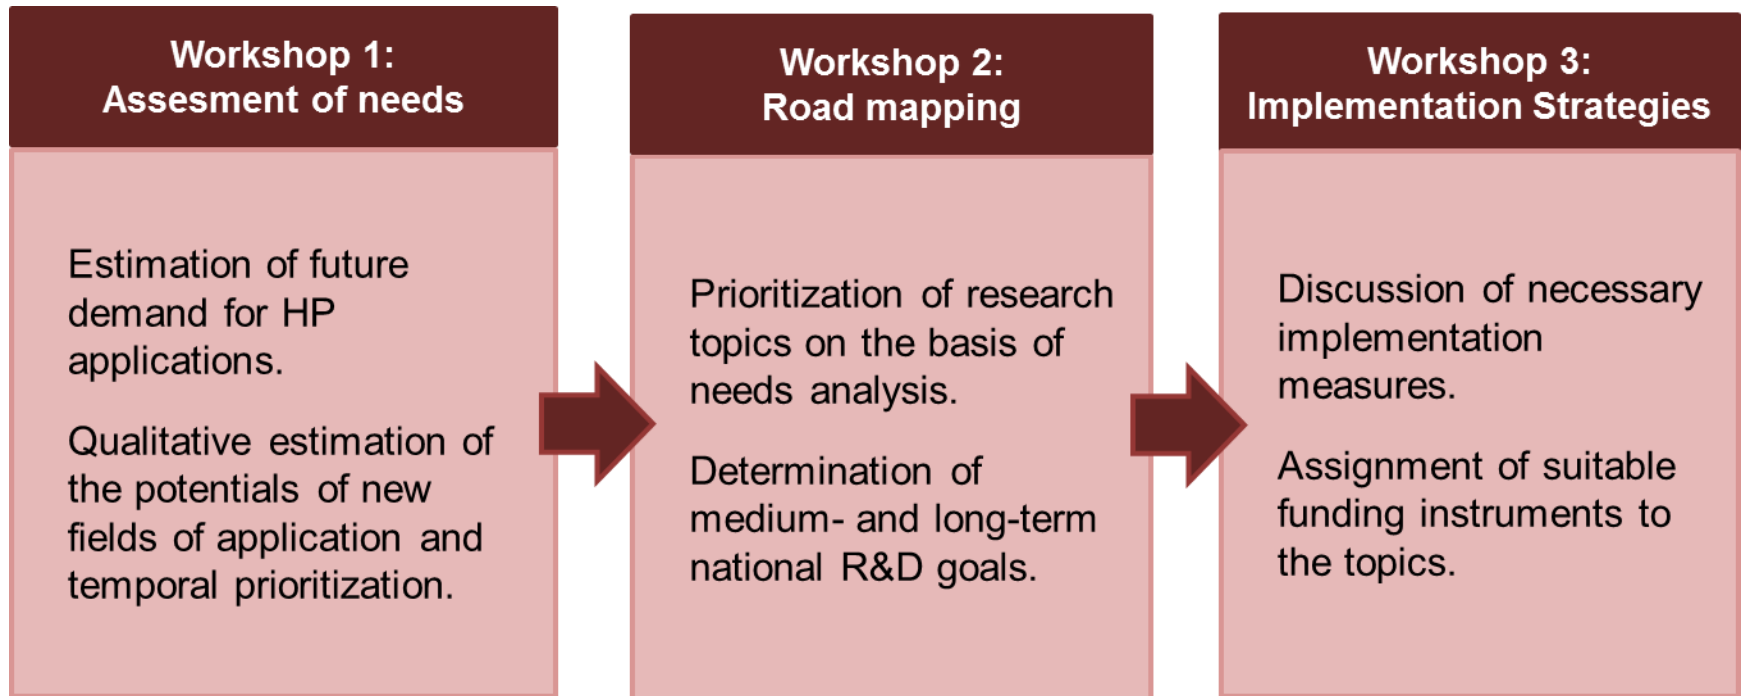 Workshop 1:
Assesment of needs
Estimation of future
demand for HP
applications.
Qualitative estimation of
the potentials of new
fields of application and
temporal prioritization.
Workshop 2:
Road mapping
Prioritization of research
topics on the basis of
needs analysis.
Determination of
medium- and long-term
national R&D goals.
Workshop 3:
Implementation Strategies
Discussion of necessary
implementation
measures.
Assignment of suitable
funding instruments to
the topics.